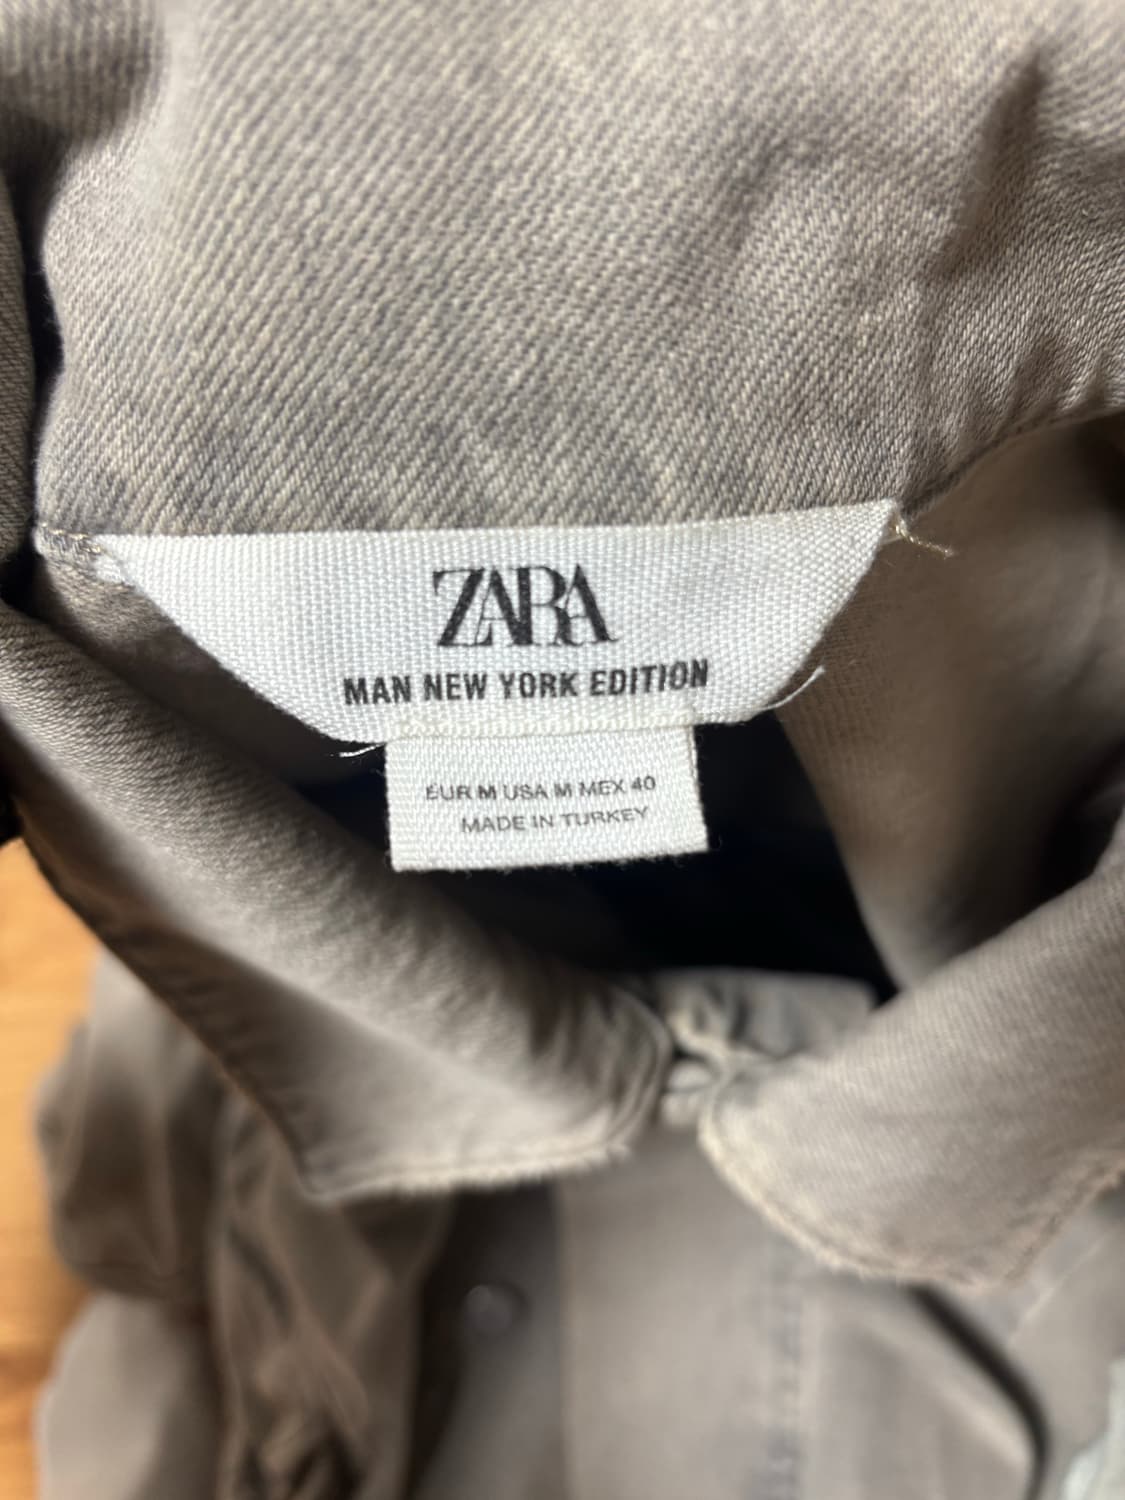 ZARA
MAN NEW YORK EDITION
EUR M USA M MEX 40
MADE IN TURKEY